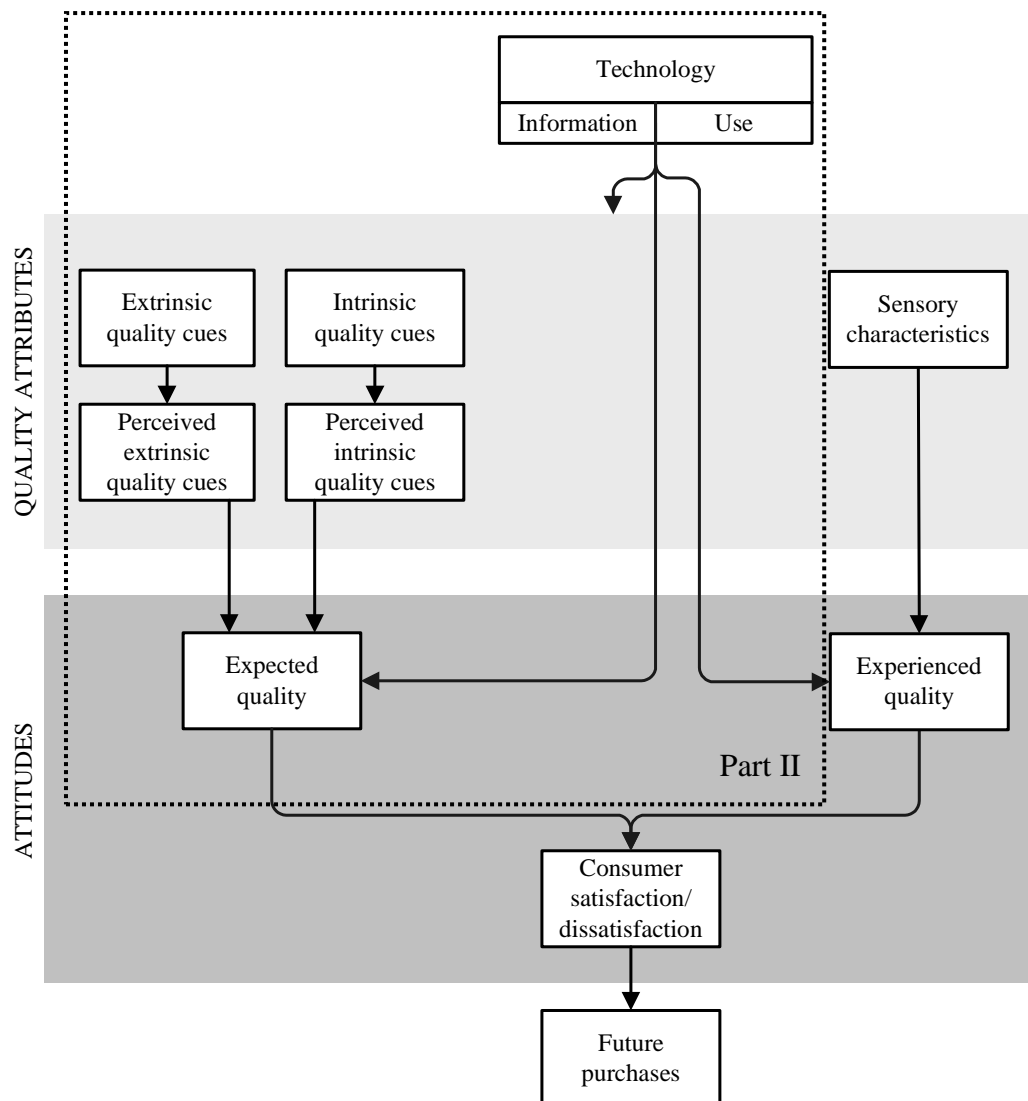 Technology
Information
Use
QUALITY ATTRIBUTES
Extrinsic
quality cues
Intrinsic
quality cues
Sensory
characteristics
Perceived
extrinsic
quality cues
Perceived
intrinsic
quality cues
ATTITUDES
Expected
quality
Experienced
quality
Part II
Consumer
satisfaction/
dissatisfaction
Future
purchases